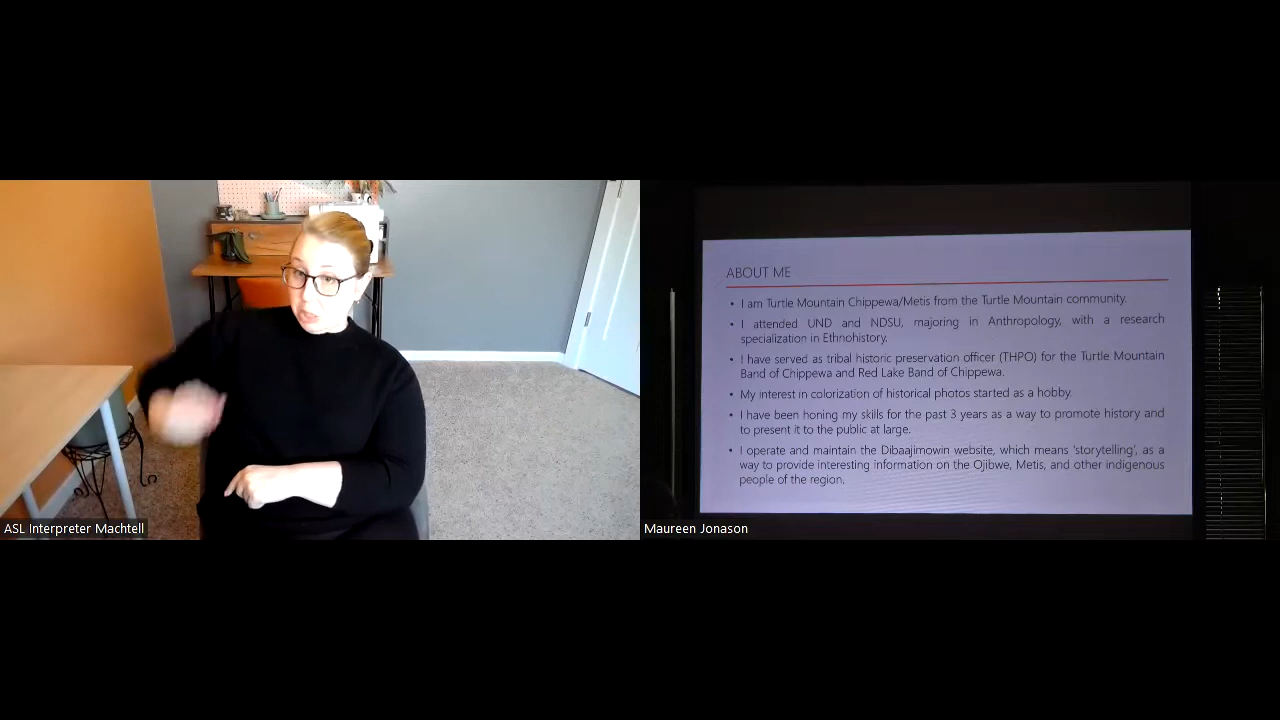 ABOUT ME
• I am Turtle Mountain Chippewa/Metis from the Turtle Mountain community.
• I attended UND and NDSU, majoring in Anthropology, with a research
specialization in Ethnohistory.
• I have served as tribal historic preservation officer (THPO) for the Turtle Mountain
Band of Chippewa and Red Lake Band of Chippewa.
• My interest in colorization of historical photos started as a hobby.
• I have been honing my skills for the past 3 years as a way to promote history and
to present it to the public at large.
• I operate and maintain the Dibaajimowin website, which means 'storytelling', as a
way to provide interesting information on the Ojibwe, Metis, and other indigenous
people of the region.
ASL Interpreter Machtell
Maureen Jonason